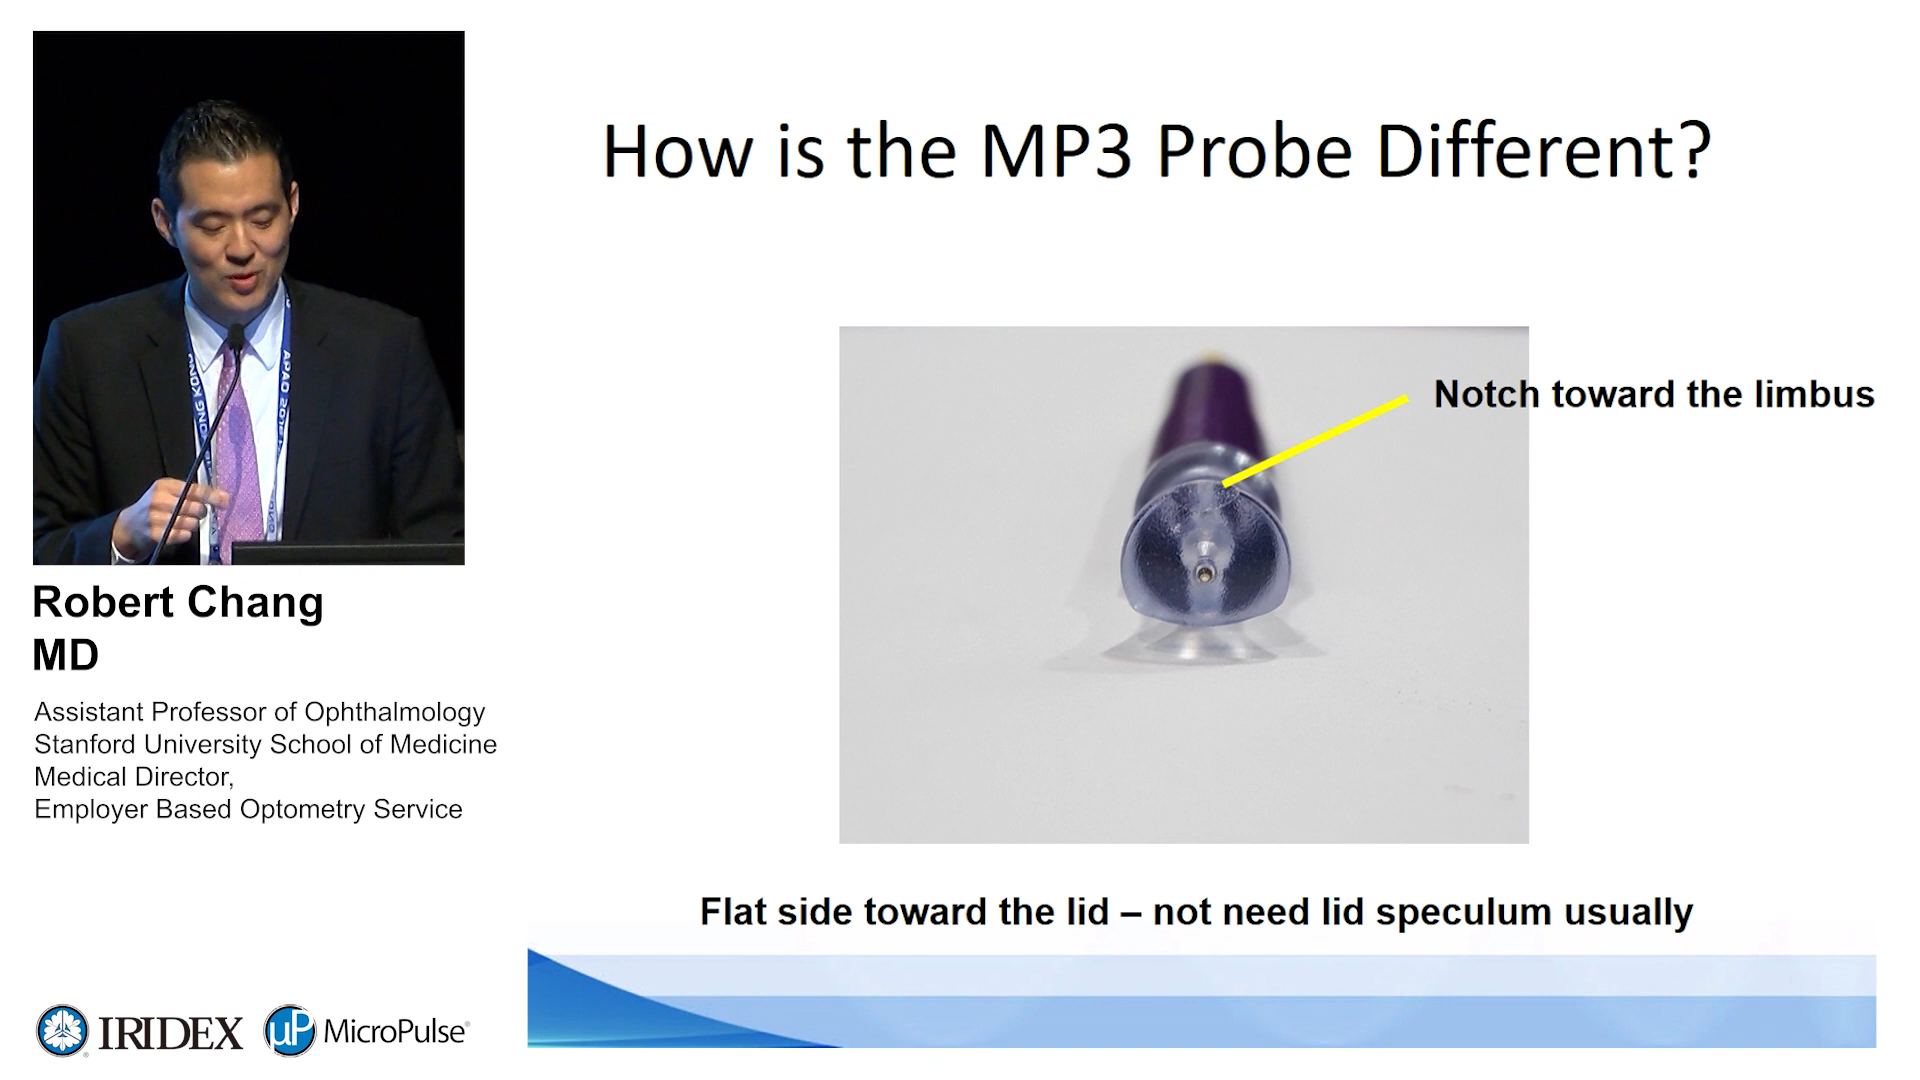 How is the MP3 Probe Different?
Notch toward the limbus
Flat side toward the lid – not need lid speculum usually
Robert Chang
MD
Assistant Professor of Ophthalmology
Stanford University School of Medicine
Medical Director,
Employer Based Optometry Service
IRIDEX
µP MicroPulse®